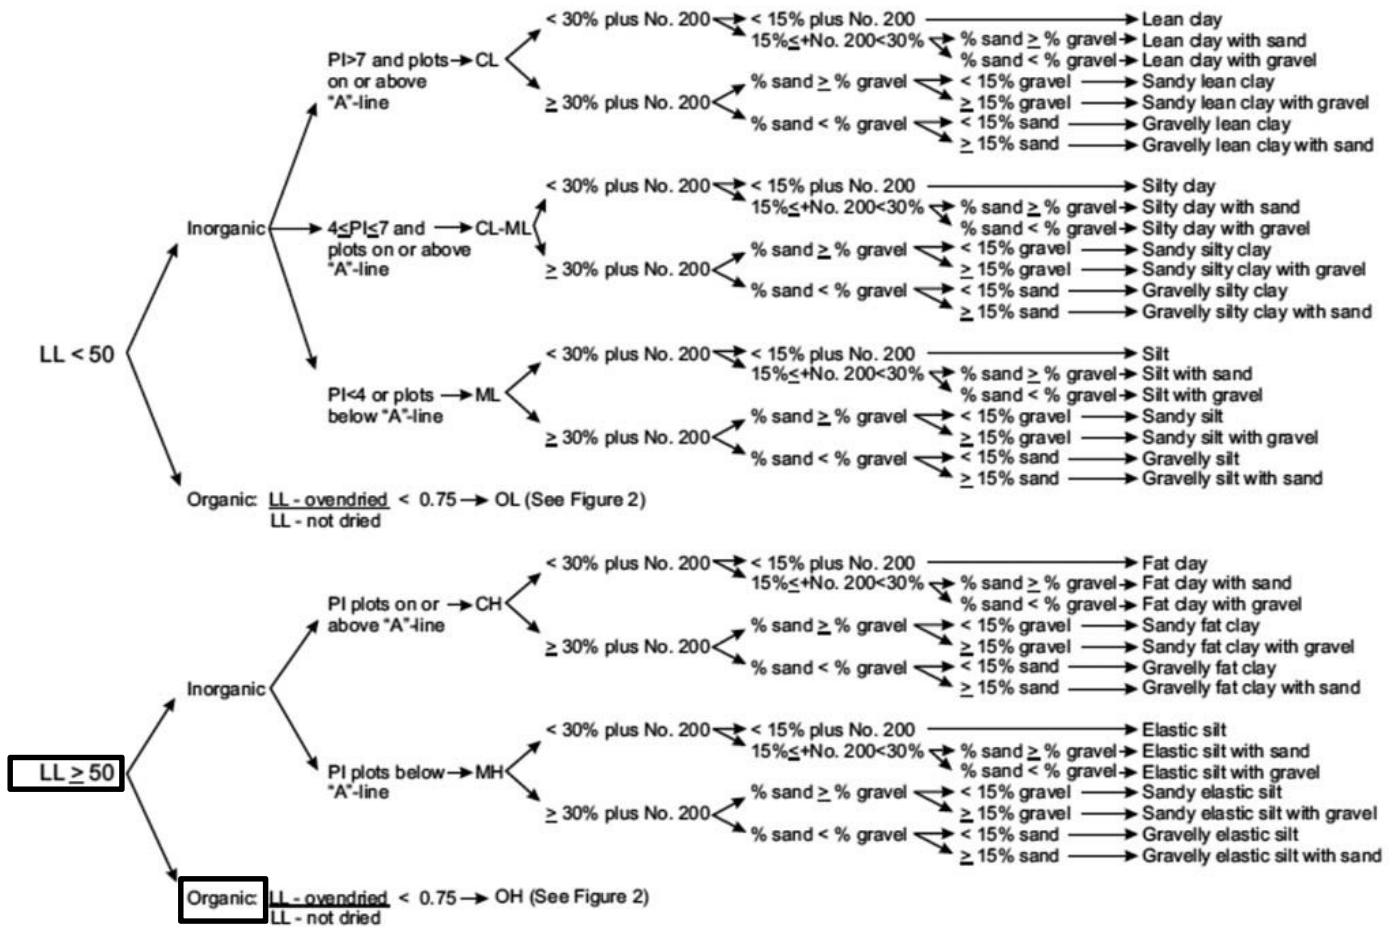 < 30% plus No. 200 < 15% plus No. 200 Lean clay
15%≤+No. 200<30% % sand ≥ % gravel Lean clay with sand
PI>7 and plots CL % sand < % gravel Lean clay with gravel
on or above % sand ≥ % gravel < 15% gravel Sandy lean clay
"A"-line ≥ 30% plus No. 200 ≥ 15% gravel Sandy lean clay with gravel
% sand < % gravel < 15% sand Gravelly lean clay
≥ 15% sand Gravelly lean clay with sand
< 30% plus No. 200 < 15% plus No. 200 Silty clay
15%≤+No. 200<30% % sand ≥ % gravel Silty clay with sand
Inorganic 4≤PI≤7 and CL-ML % sand < % gravel Silty clay with gravel
plots on or above % sand ≥ % gravel < 15% gravel Sandy silty clay
"A"-line ≥ 30% plus No. 200 ≥ 15% gravel Sandy silty clay with gravel
% sand < % gravel < 15% sand Gravelly silty clay
≥ 15% sand Gravelly silty clay with sand
LL < 50 < 30% plus No. 200 < 15% plus No. 200 Silt
15%≤+No. 200<30% % sand ≥ % gravel Silt with sand
PI<4 or plots ML % sand < % gravel Silt with gravel
below "A"-line % sand ≥ % gravel < 15% gravel Sandy silt
≥ 30% plus No. 200 ≥ 15% gravel Sandy silt with gravel
% sand < % gravel < 15% sand Gravelly silt
≥ 15% sand Gravelly silt with sand
Organic: LL - ovendried < 0.75 OL (See Figure 2)
LL - not dried
< 30% plus No. 200 < 15% plus No. 200 Fat clay
15%≤+No. 200<30% % sand ≥ % gravel Fat clay with sand
PI plots on or CH % sand < % gravel Fat clay with gravel
above "A"-line % sand ≥ % gravel < 15% gravel Sandy fat clay
≥ 30% plus No. 200 ≥ 15% gravel Sandy fat clay with gravel
% sand < % gravel < 15% sand Gravelly fat clay
Inorganic ≥ 15% sand Gravelly fat clay with sand
< 30% plus No. 200 < 15% plus No. 200 Elastic silt
15%≤+No. 200<30% % sand ≥ % gravel Elastic silt with sand
LL ≥ 50 PI plots below MH % sand < % gravel Elastic silt with gravel
"A"-line % sand ≥ % gravel < 15% gravel Sandy elastic silt
≥ 30% plus No. 200 ≥ 15% gravel Sandy elastic silt with gravel
% sand < % gravel < 15% sand Gravelly elastic silt
≥ 15% sand Gravelly elastic silt with sand
Organic: LL - ovendried < 0.75 OH (See Figure 2)
LL - not dried